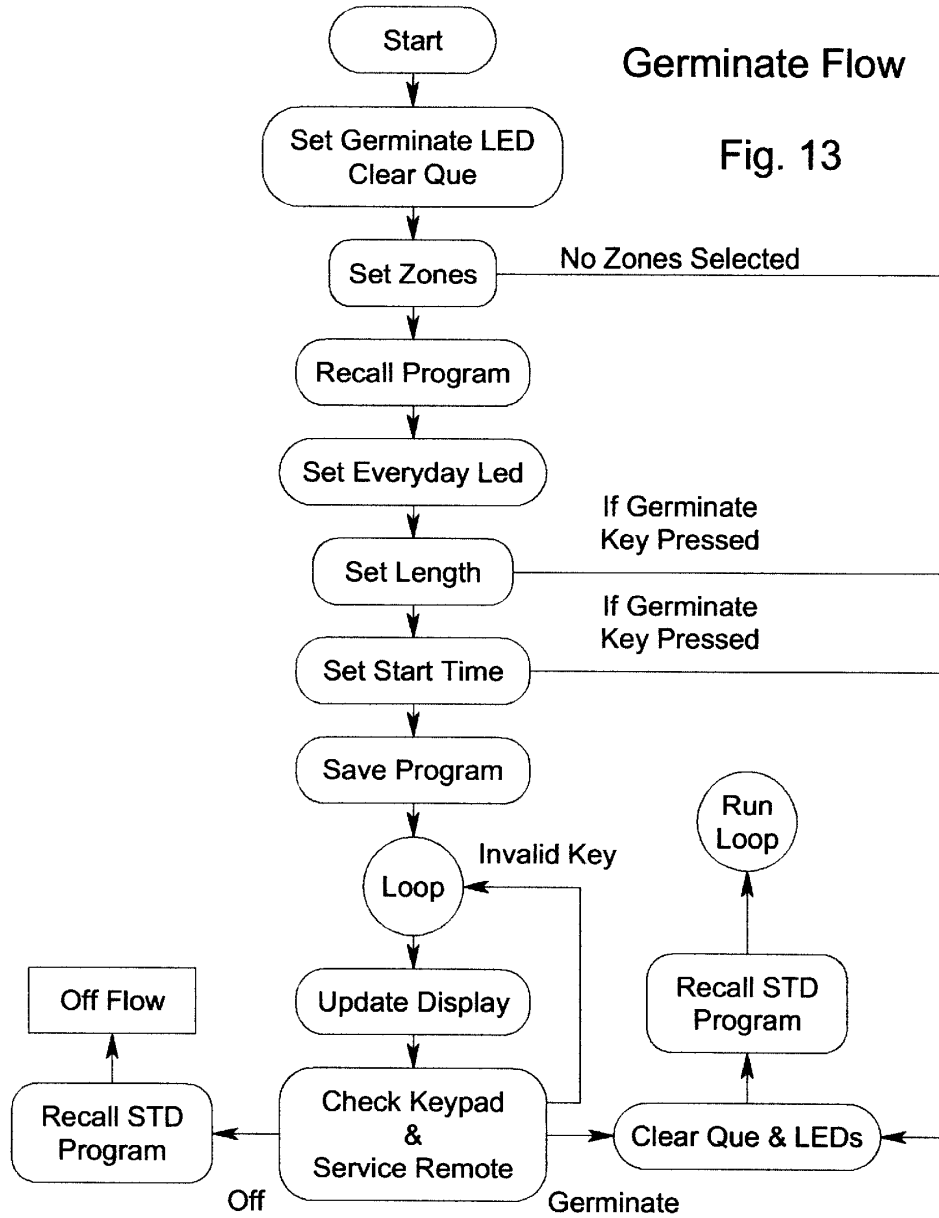 Start
Germinate Flow
Fig. 13
Set Germinate LED
Clear Que
Set Zones
No Zones Selected
Recall Program
Set Everyday Led
If Germinate
Key Pressed
Set Length
If Germinate
Key Pressed
Set Start Time
Save Program
Run
Loop
Invalid Key
Loop
Update Display
Off Flow
Recall STD
Program
Check Keypad
&
Service Remote
Recall STD
Program
Clear Que & LEDs
Off
Germinate